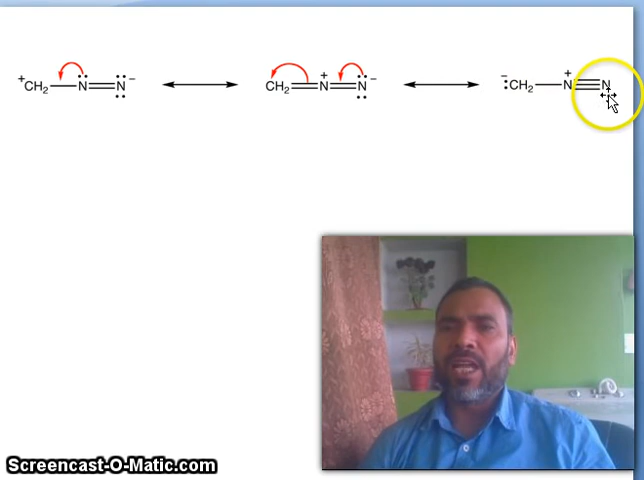 +CH₂—N̈=N̈:⁻ ⟷ CH₂=N⁺=N̈:⁻ ⟷ ⁻:CH₂—N⁺≡N
Screencast-O-Matic.com